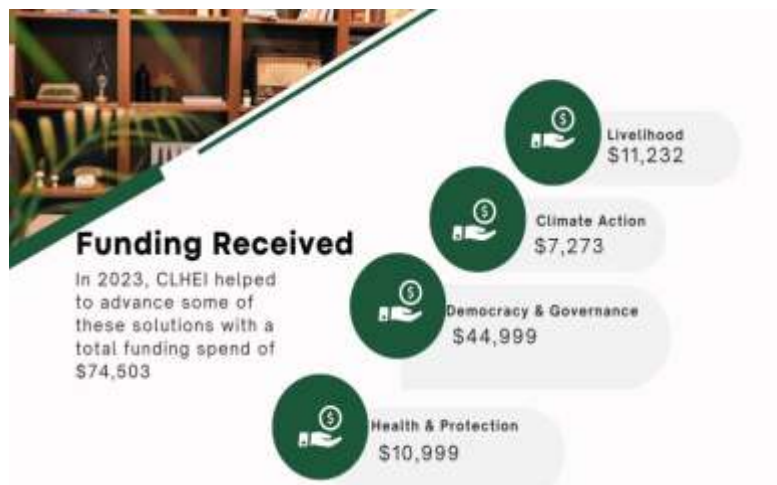 Funding Received
In 2023, CLHEI helped
to advance some of
these solutions with a
total funding spend of
$74,503
Livelihood
$11,232
Climate Action
$7,273
Democracy & Governance
$44,999
Health & Protection
$10,999